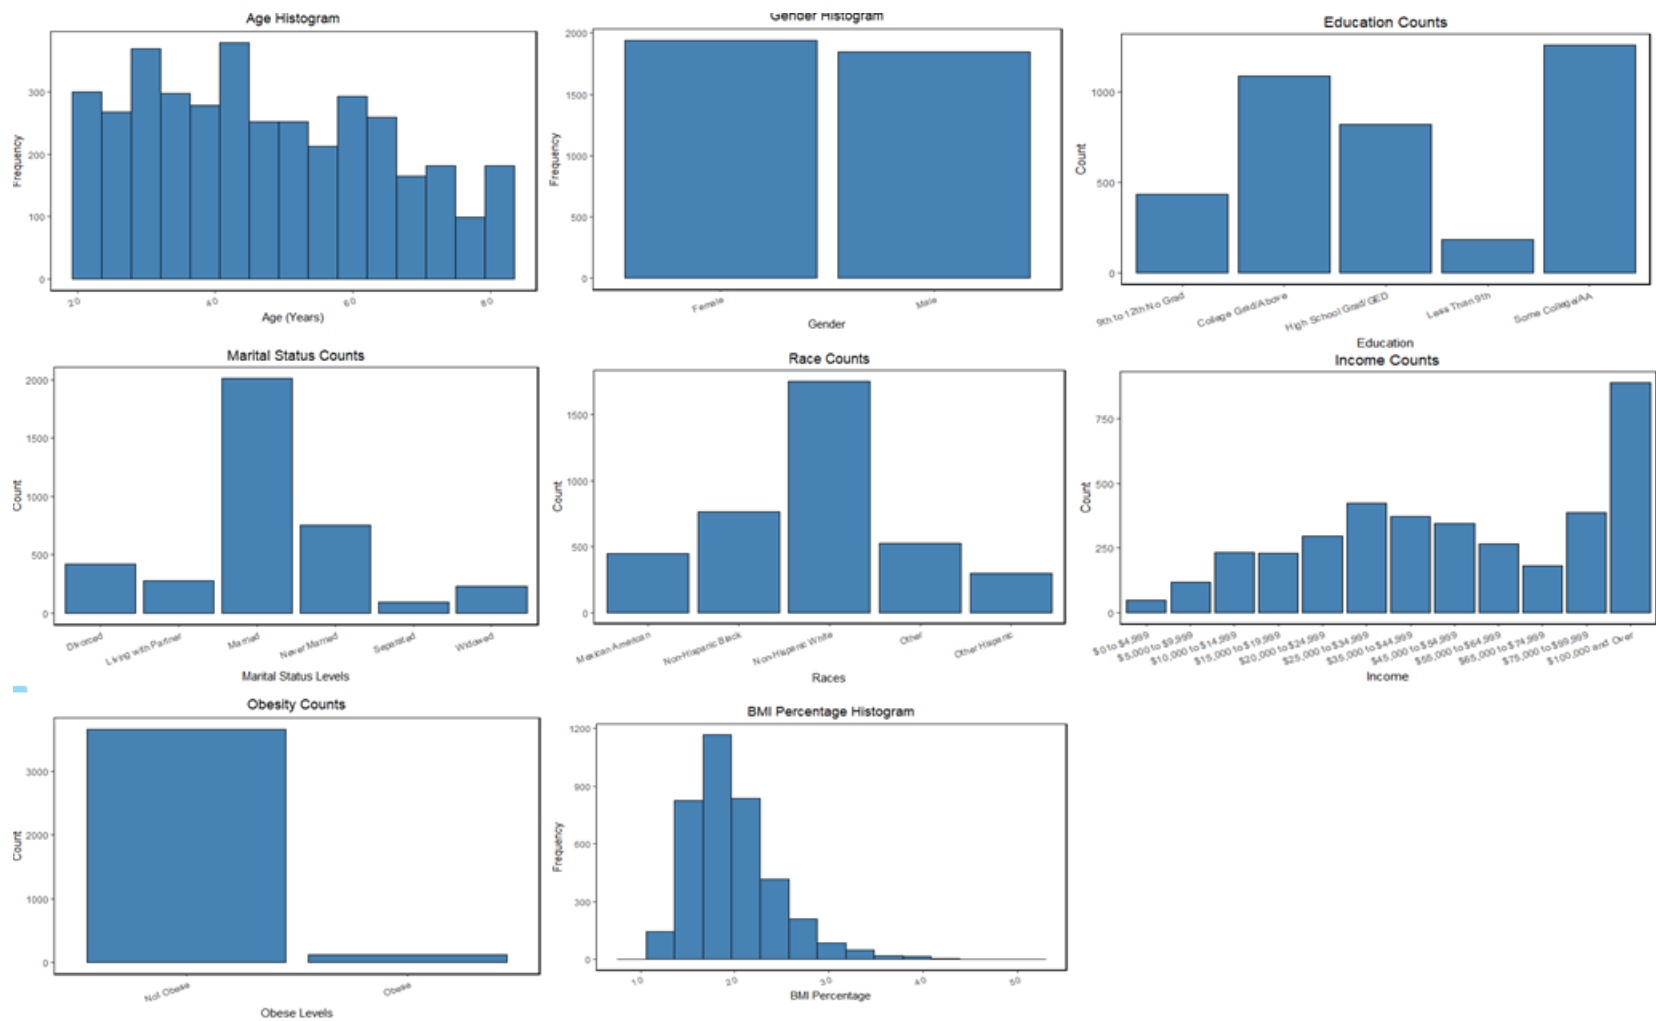 Age Histogram
Frequency
300
200
100
0
20
40
60
80
Age (Years)
Gender Histogram
Frequency
2000
1500
1000
500
0
Female
Male
Gender
Education Counts
Count
1000
500
0
9th to 12th No Grad
College Grad/Above
High School Grad/GED
Less Than 9th
Some College/AA
Education
Marital Status Counts
Count
2000
1500
1000
500
0
Divorced
Living with Partner
Married
Never Married
Separated
Widowed
Marital Status Levels
Race Counts
Count
1500
1000
500
0
Mexican American
Non-Hispanic Black
Non-Hispanic White
Other
Other Hispanic
Races
Income Counts
Count
750
500
250
0
$0 to $4,999
$5,000 to $9,999
$10,000 to $14,999
$15,000 to $19,999
$20,000 to $24,999
$25,000 to $34,999
$35,000 to $44,999
$45,000 to $54,999
$55,000 to $64,999
$65,000 to $74,999
$75,000 to $99,999
$100,000 and Over
Income
Obesity Counts
Count
3000
2000
1000
0
Not Obese
Obese
Obese Levels
BMI Percentage Histogram
Frequency
1200
900
600
300
0
10
20
30
40
50
BMI Percentage